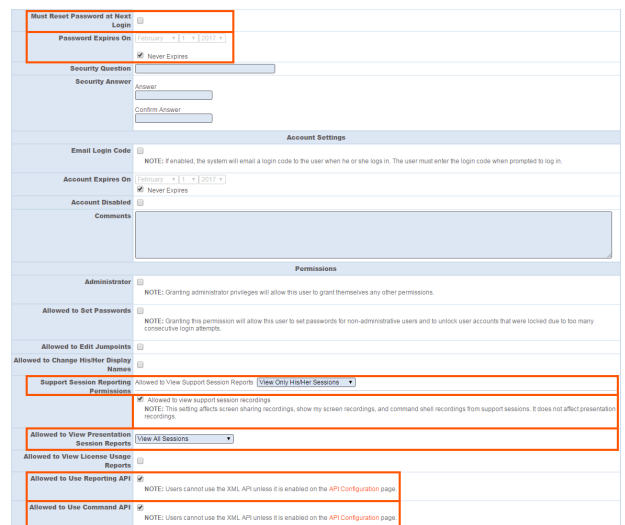 Must Reset Password at Next
Login
Password Expires On February 1 2017
Never Expires
Security Question
Security Answer Answer
Confirm Answer
Account Settings
Email Login Code
NOTE: If enabled, the system will email a login code to the user when he or she logs in. The user must enter the login code when prompted to log in.
Account Expires On February 1 2017
Never Expires
Account Disabled
Comments
Permissions
Administrator
NOTE: Granting administrator privileges will allow this user to grant themselves any other permissions.
Allowed to Set Passwords
NOTE: Granting this permission will allow this user to set passwords for non-administrative users and to unlock user accounts that were locked due to too many
consecutive login attempts.
Allowed to Edit Jumpoints
Allowed to Change His/Her Display
Names
Support Session Reporting Allowed to View Support Session Reports View Only His/Her Sessions
Permissions
Allowed to view support session recordings
NOTE: This setting affects screen sharing recordings, show my screen recordings, and command shell recordings from support sessions. It does not affect presentation
recordings.
Allowed to View Presentation View All Sessions
Session Reports
Allowed to View License Usage
Reports
Allowed to Use Reporting API
NOTE: Users cannot use the XML API unless it is enabled on the API Configuration page.
Allowed to Use Command API
NOTE: Users cannot use the XML API unless it is enabled on the API Configuration page.